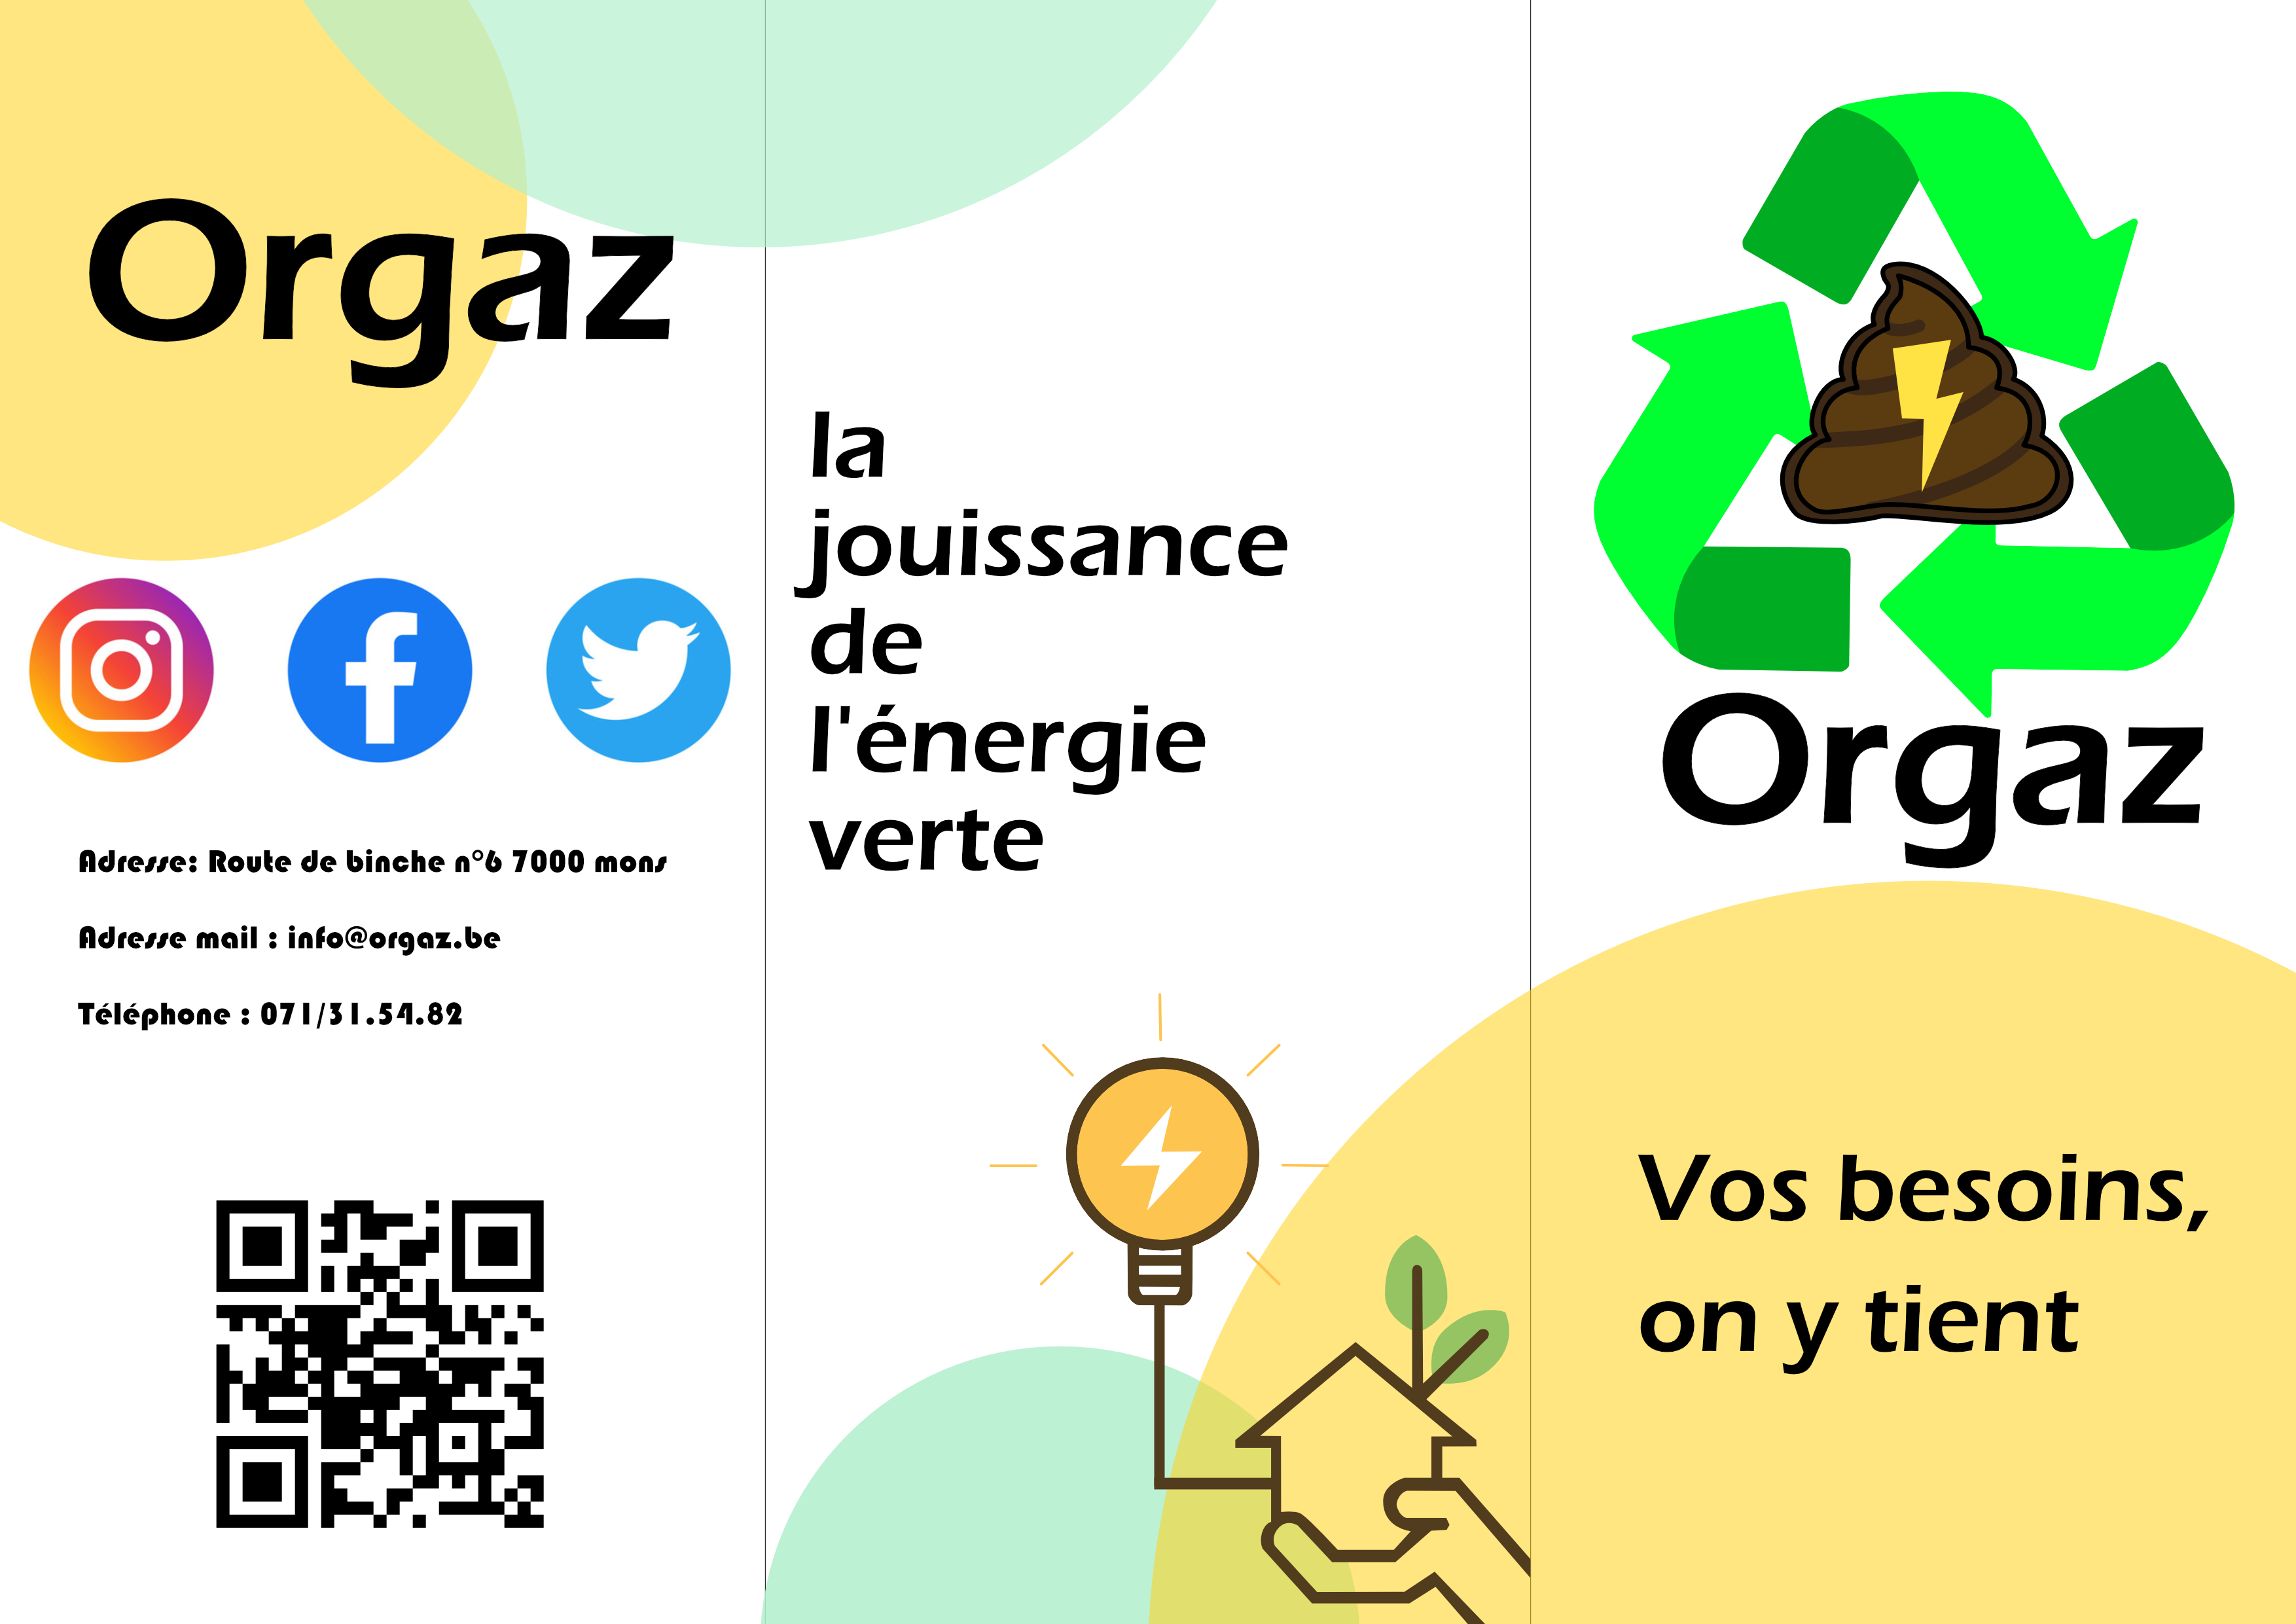 Orgaz
Adresse: Route de binche n°6 7000 mons
Adresse mail : info@orgaz.be
Téléphone : 071/31.54.82
la
jouissance
de
l'énergie
verte
Orgaz
Vos besoins,
on y tient